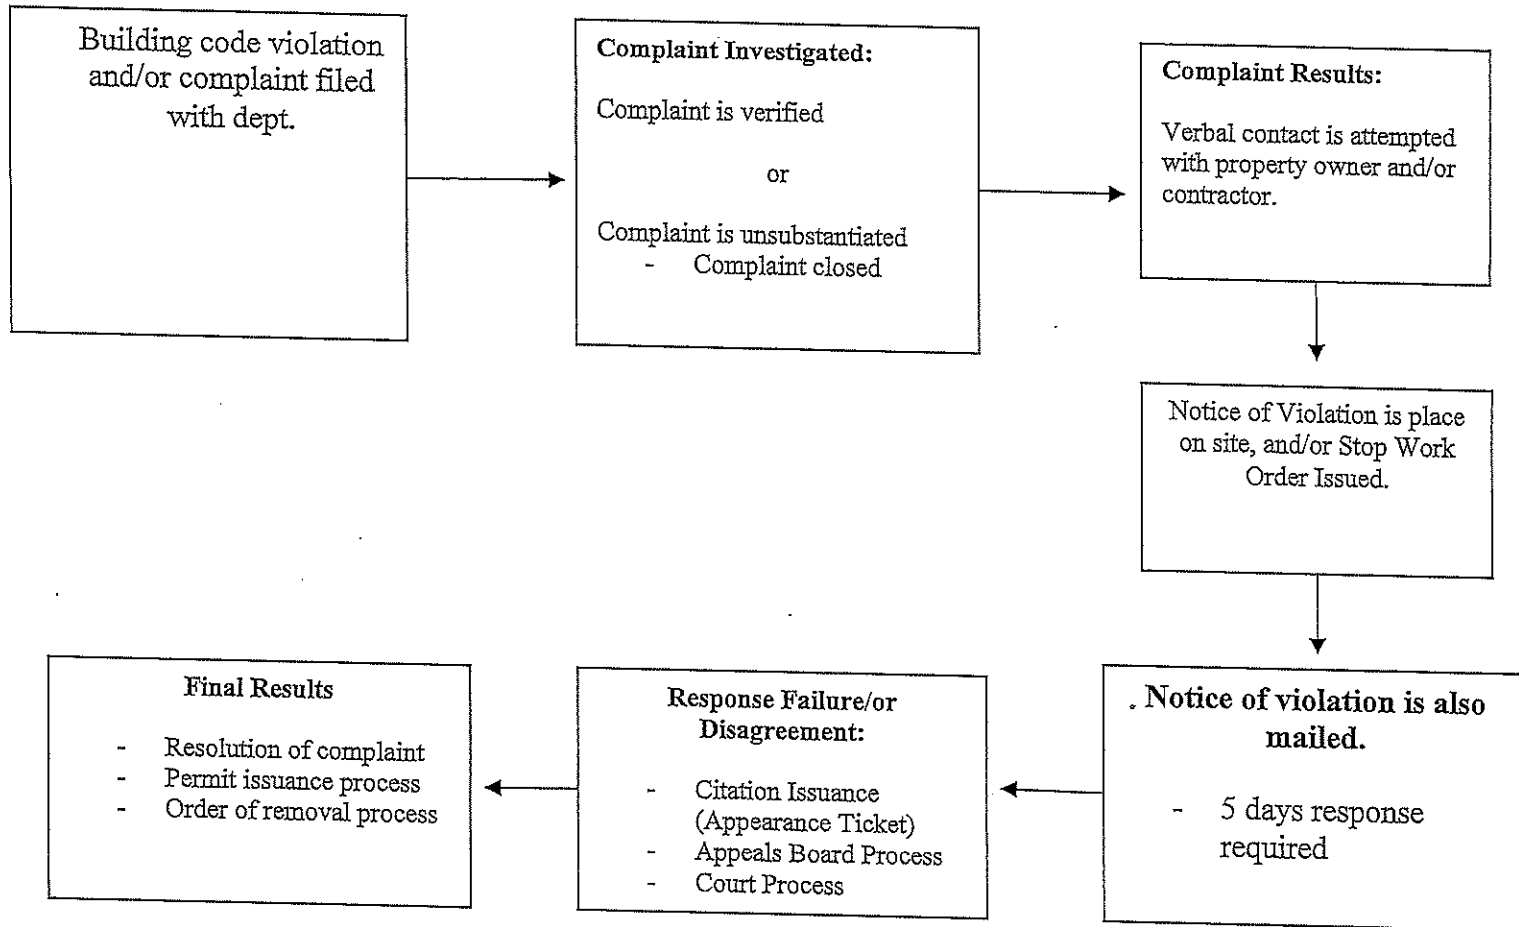 Building code violation
and/or complaint filed
with dept.
Complaint Investigated:
Complaint is verified
or
Complaint is unsubstantiated
- Complaint closed
Complaint Results:
Verbal contact is attempted
with property owner and/or
contractor.
Notice of Violation is place
on site, and/or Stop Work
Order Issued.
Notice of violation is also
mailed.
- 5 days response
required
Response Failure/or
Disagreement:
- Citation Issuance
(Appearance Ticket)
- Appeals Board Process
- Court Process
Final Results
- Resolution of complaint
- Permit issuance process
- Order of removal process